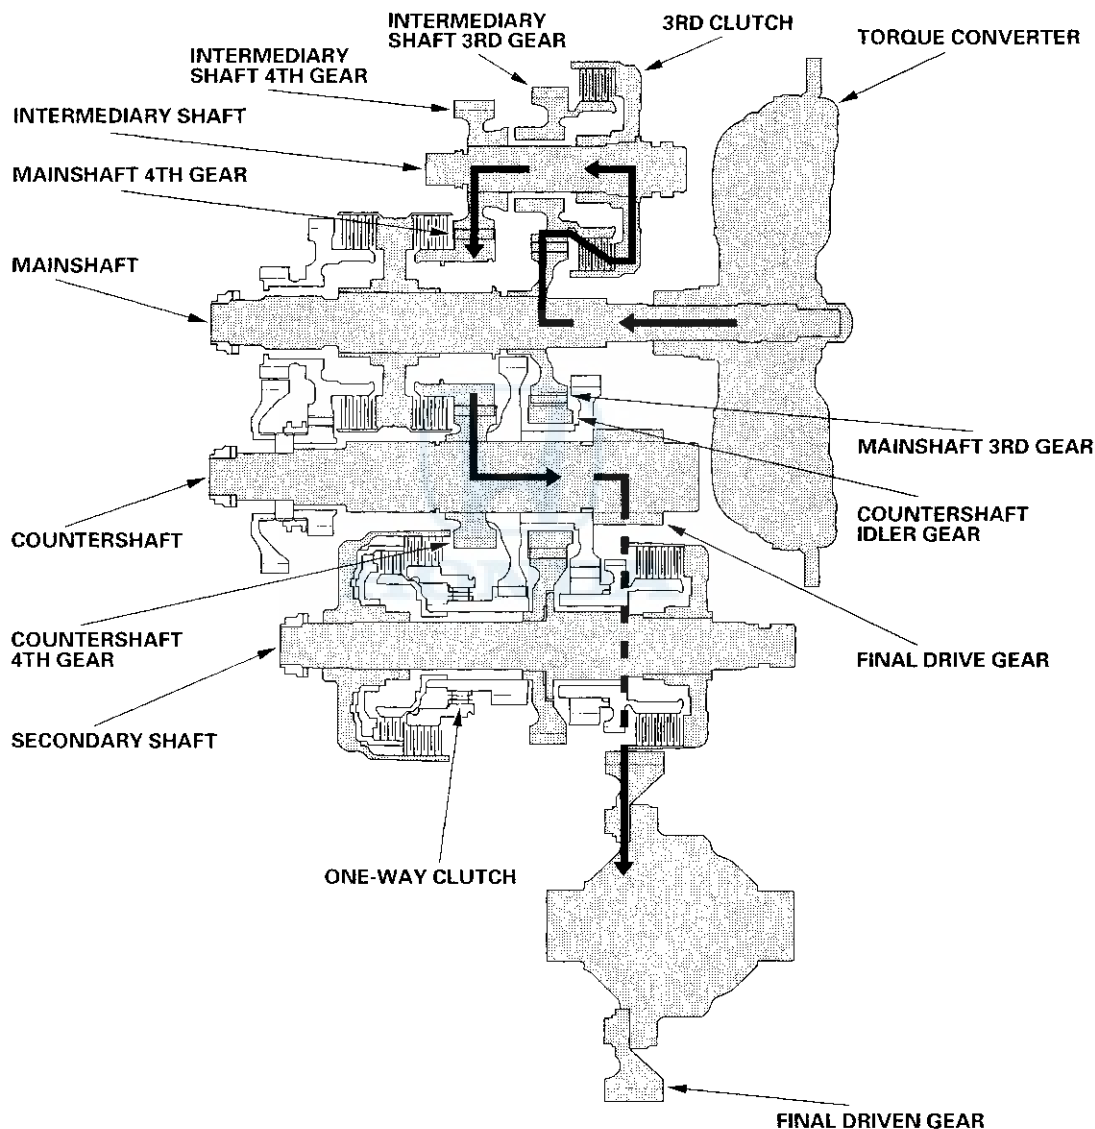 INTERMEDIARY
SHAFT 3RD GEAR
3RD CLUTCH
TORQUE CONVERTER
INTERMEDIARY
SHAFT 4TH GEAR
INTERMEDIARY SHAFT
MAINSHAFT 4TH GEAR
MAINSHAFT
MAINSHAFT 3RD GEAR
COUNTERSHAFT
IDLER GEAR
COUNTERSHAFT
COUNTERSHAFT
4TH GEAR
FINAL DRIVE GEAR
SECONDARY SHAFT
ONE-WAY CLUTCH
FINAL DRIVEN GEAR